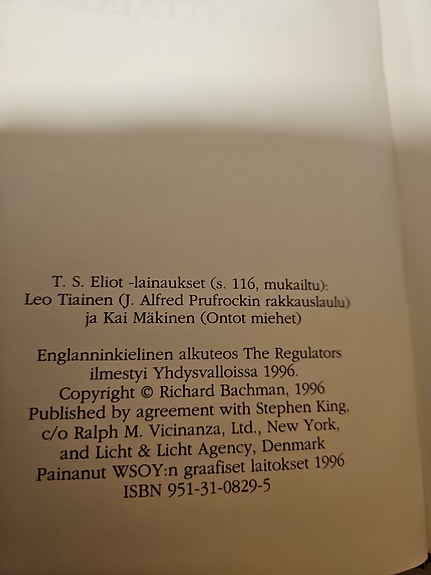 T. S. Eliot -lainaukset (s. 116, mukailtu):
Leo Tiainen (J. Alfred Prufrockin rakkauslaulu)
ja Kai Mäkinen (Ontot miehet)
Englanninkielinen alkuteos The Regulators
ilmestyi Yhdysvalloissa 1996.
Copyright © Richard Bachman, 1996
Published by agreement with Stephen King,
c/o Ralph M. Vicinanza, Ltd., New York,
and Licht & Licht Agency, Denmark
Painanut WSOY:n graafiset laitokset 1996
ISBN 951-31-0829-5